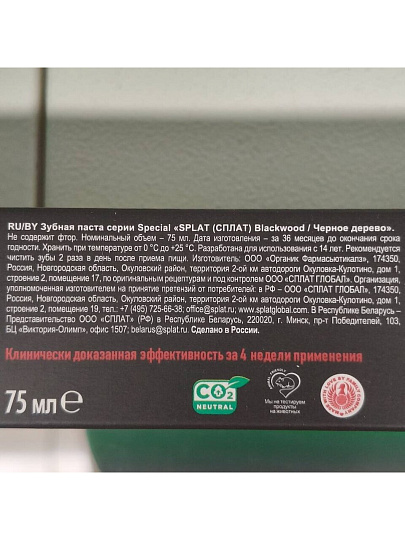 RU/BY Зубная паста серии Special «SPLAT (СПЛАТ) Blackwood / Черное дерево».
Не содержит фтор. Номинальный объем – 75 мл. Дата изготовления – за 36 месяцев до окончания срока
годности. Хранить при температуре от 0 °С до +25 °С. Разработана для использования с 14 лет. Рекомендуется
чистить зубы 2 раза в день после приема пищи. Изготовитель: ООО «Органик Фармасьютикалз», 174350,
Россия, Новгородская область, Окуловский район, территория 2-ой км автодороги Окуловка-Кулотино, дом 1,
строение 2, помещение 17, по оригинальным рецептурам и под контролем ООО «СПЛАТ ГЛОБАЛ». Организация,
уполномоченная изготовителем на принятие претензий от потребителей: в РФ – ООО «СПЛАТ ГЛОБАЛ», 174350,
Россия, Новгородская область, Окуловский район, территория 2-ой км автодороги Окуловка-Кулотино, дом 1,
строение 2, помещение 19, тел.: +7 (495) 725-66-38; office@splat.ru; www.splatglobal.com. В Республике Беларусь –
Представительство ООО «СПЛАТ» (РФ) в Республике Беларусь, 220020, г. Минск, пр-т Победителей, 103,
БЦ «Виктория-Олимп», офис 1507; belarus@splat.ru. Сделано в России.
Клинически доказанная эффективность за 4 недели применения
75 мл e
CO2
NEUTRAL
Мы не тестируем
продукты
на животных
MADE WITH LOVE BY FAMILY COMPANY